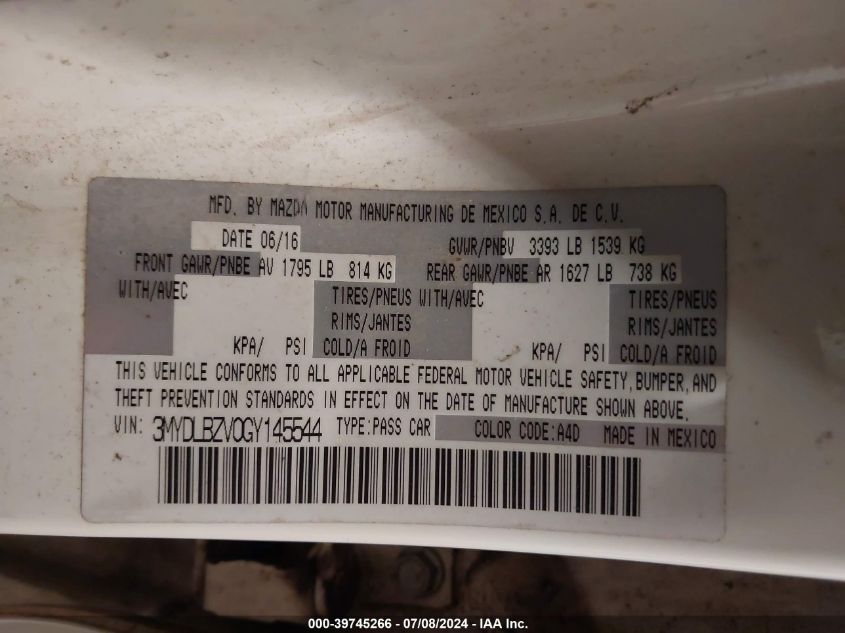 MFD. BY MAZDA MOTOR MANUFACTURING DE MEXICO S.A. DE C.V.
DATE 06/16 GVWR/PNBV 3393 LB 1539 KG
FRONT GAWR/PNBE AV 1795 LB 814 KG REAR GAWR/PNBE AR 1627 LB 738 KG
WITH/AVEC TIRES/PNEUS WITH/AVEC TIRES/PNEUS
RIMS/JANTES RIMS/JANTES
KPA/ PSI COLD/A FROID KPA/ PSI COLD/A FROID
THIS VEHICLE CONFORMS TO ALL APPLICABLE FEDERAL MOTOR VEHICLE SAFETY, BUMPER, AND
THEFT PREVENTION STANDARDS IN EFFECT ON THE DATE OF MANUFACTURE SHOWN ABOVE.
VIN: 3MYDLBZV0GY145544 TYPE:PASS CAR COLOR CODE:A4D MADE IN MEXICO
000-39745266 - 07/08/2024 - IAA Inc.